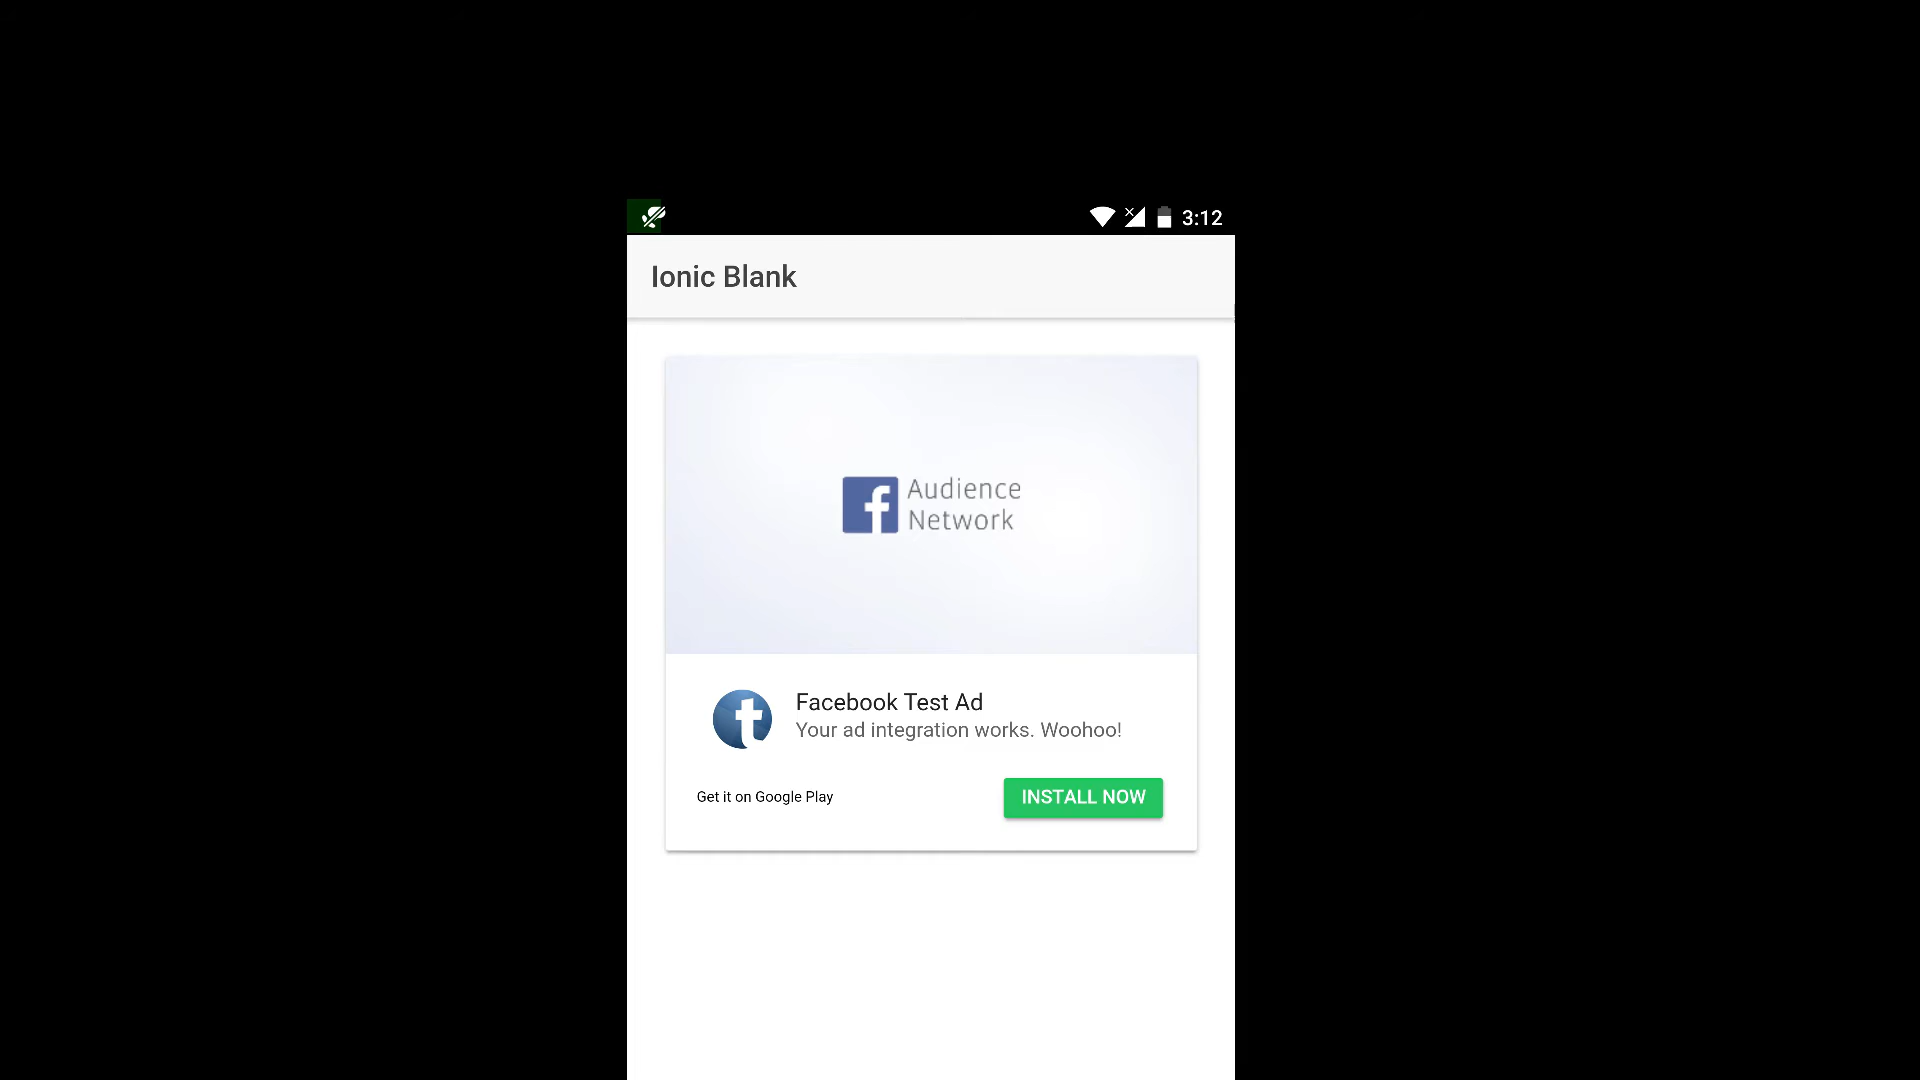 3:12
Ionic Blank
Audience
Network
Facebook Test Ad
Your ad integration works. Woohoo!
Get it on Google Play
INSTALL NOW